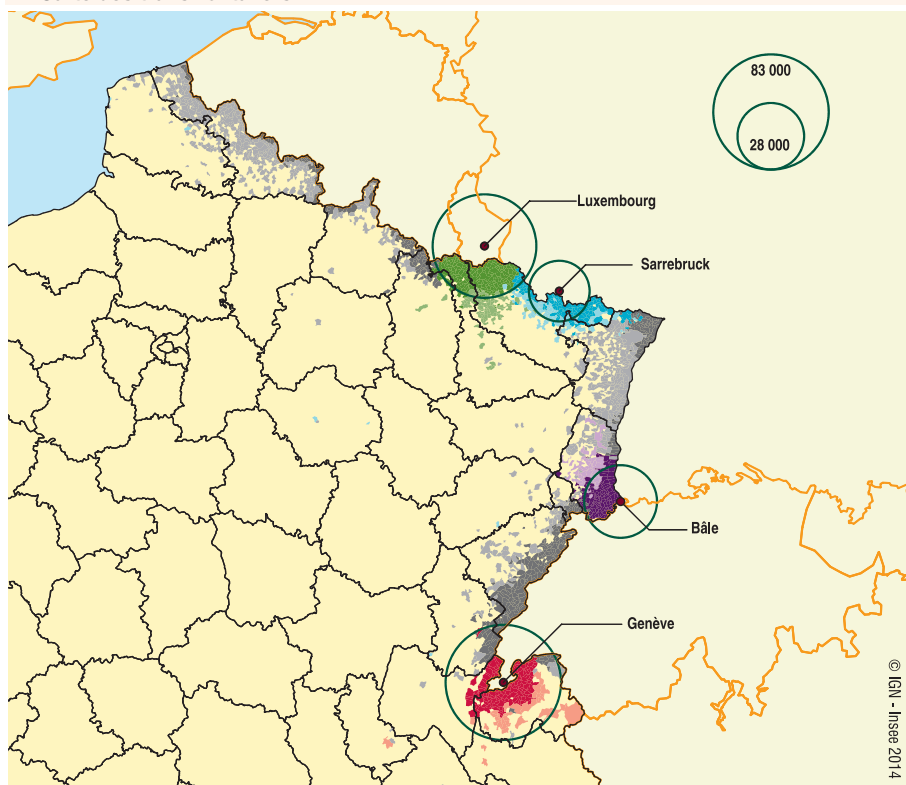 83 000
28 000
Luxembourg
Sarrebruck
Bâle
Genève
© IGN - Insee 2014